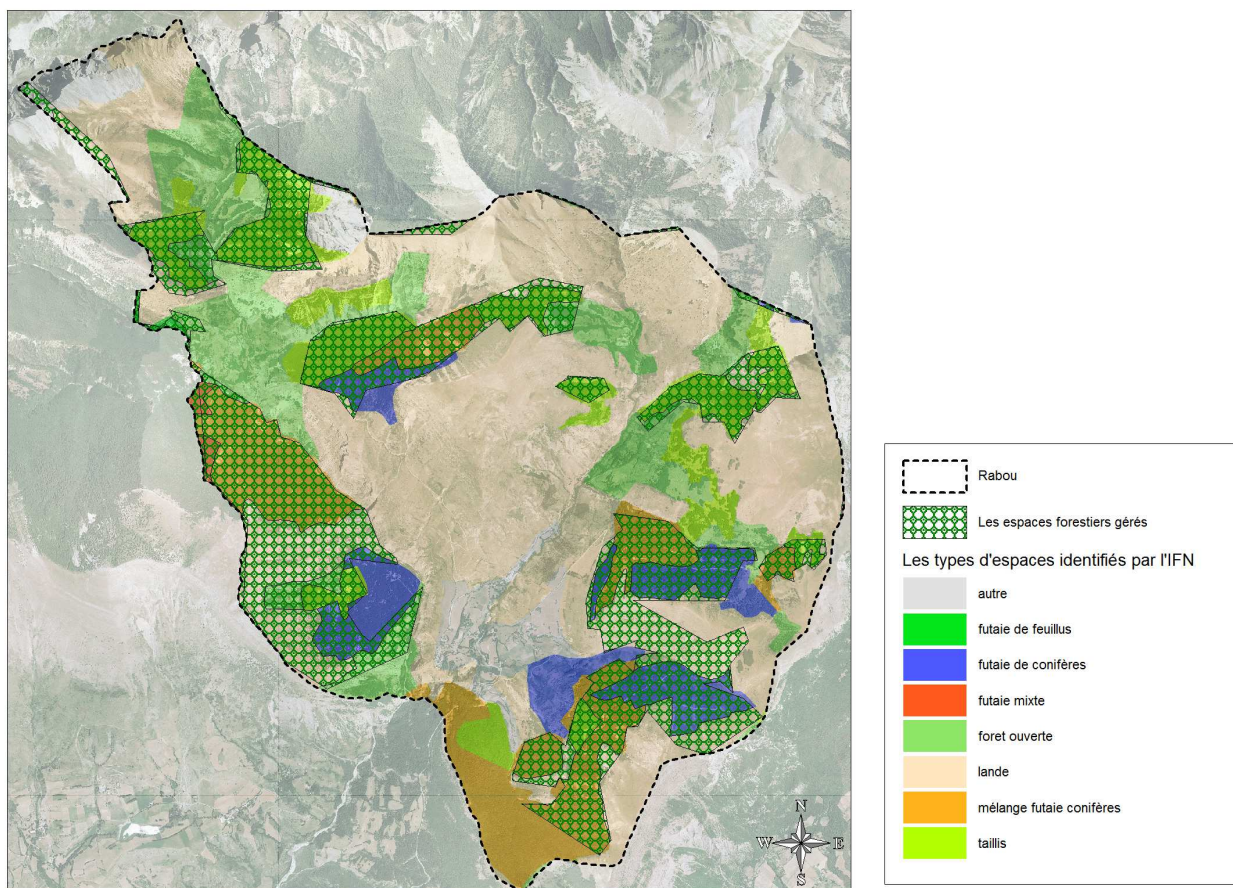 Rabou
Les espaces forestiers gérés
Les types d'espaces identifiés par l'IFN
autre
futaie de feuillus
futaie de conifères
futaie mixte
foret ouverte
lande
mélange futaie conifères
taillis
N
W E
S